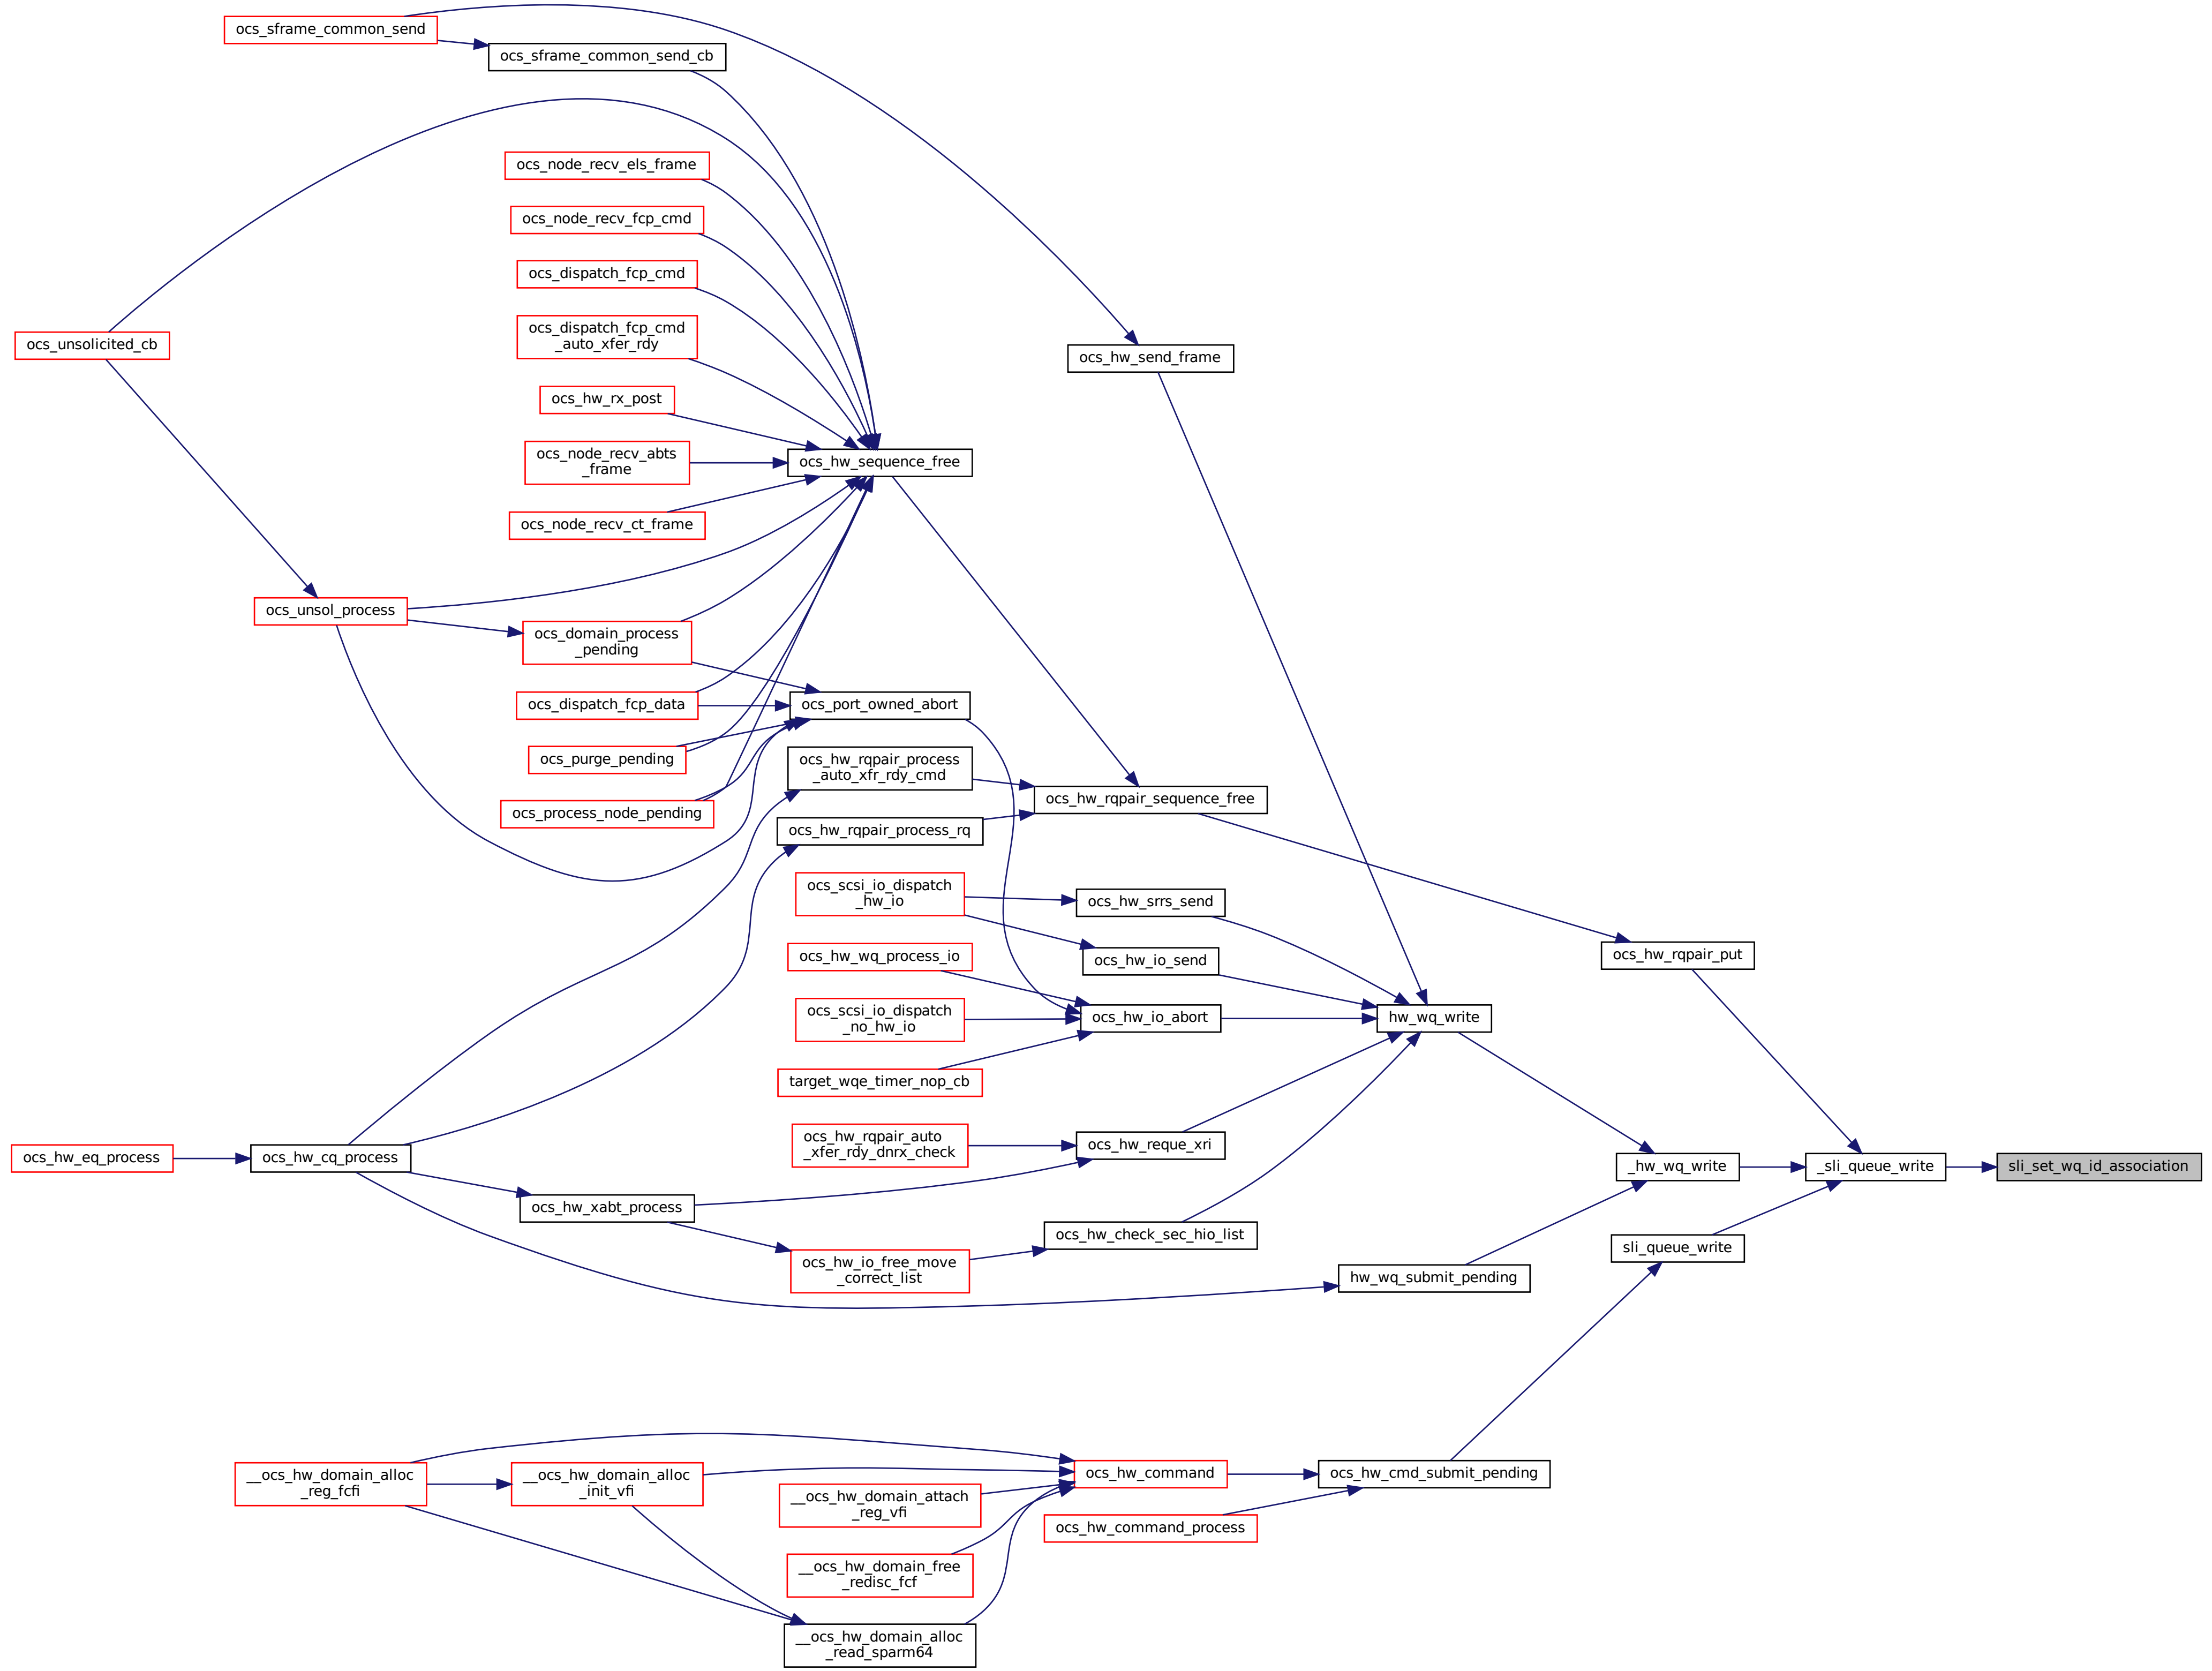 ocs_sframe_common_send
ocs_sframe_common_send_cb
ocs_node_recv_els_frame
ocs_node_recv_fcp_cmd
ocs_dispatch_fcp_cmd
ocs_dispatch_fcp_cmd
_auto_xfer_rdy
ocs_unsolicited_cb
ocs_hw_send_frame
ocs_hw_rx_post
ocs_node_recv_abts
_frame
ocs_hw_sequence_free
ocs_node_recv_ct_frame
ocs_unsol_process
ocs_domain_process
_pending
ocs_dispatch_fcp_data
ocs_port_owned_abort
ocs_purge_pending
ocs_hw_rqpair_process
_auto_xfr_rdy_cmd
ocs_hw_rqpair_sequence_free
ocs_process_node_pending
ocs_hw_rqpair_process_rq
ocs_scsi_io_dispatch
_hw_io
ocs_hw_srrs_send
ocs_hw_wq_process_io
ocs_hw_io_send
ocs_hw_rqpair_put
ocs_scsi_io_dispatch
_no_hw_io
ocs_hw_io_abort
hw_wq_write
target_wqe_timer_nop_cb
ocs_hw_rqpair_auto
_xfer_rdy_dnrx_check
ocs_hw_reque_xri
ocs_hw_eq_process
ocs_hw_cq_process
_hw_wq_write
_sli_queue_write
sli_set_wq_id_association
ocs_hw_xabt_process
ocs_hw_check_sec_hio_list
sli_queue_write
ocs_hw_io_free_move
_correct_list
hw_wq_submit_pending
__ocs_hw_domain_alloc
_reg_fcfi
__ocs_hw_domain_alloc
_init_vfi
ocs_hw_command
ocs_hw_cmd_submit_pending
__ocs_hw_domain_attach
_reg_vfi
ocs_hw_command_process
__ocs_hw_domain_free
_redisc_fcf
__ocs_hw_domain_alloc
_read_sparm64